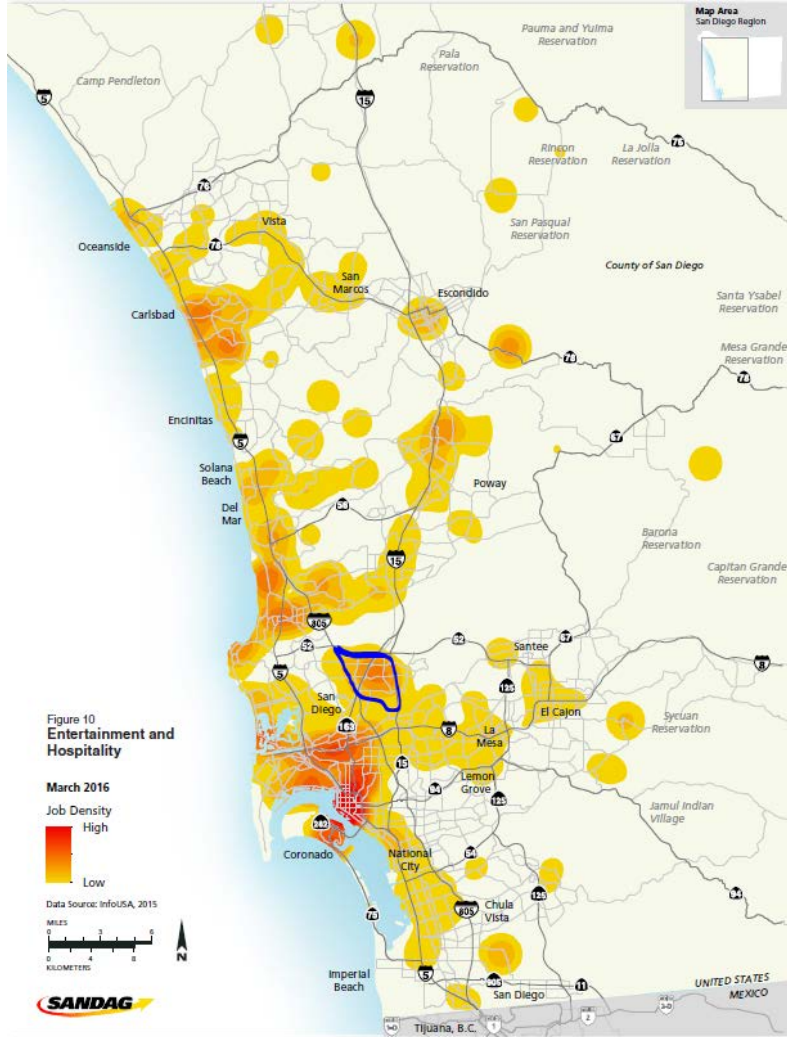 Map Area
San Diego Region
Pauma and Yuima
Reservation
Pala
Reservation
Camp Pendleton
5
15
76
Rincon
Reservation
La Jolla
Reservation
76
76
San Pasqual
Reservation
Vista
Oceanside
78
County of San Diego
San
Marcos
Escondido
Santa Ysabel
Reservation
Carlsbad
Mesa Grande
Reservation
78
78
Encinitas
5
67
Solana
Beach
Poway
Del
Mar
56
Barona
Reservation
15
Capitan Grande
Reservation
805
52
52
Santee
67
5
8
125
San
Diego
El Cajon
163
8
La
Mesa
Sycuan
Reservation
15
Lemon
Grove
94
125
Jamul Indian
Village
282
Coronado
National
City
54
94
125
75
805
Chula
Vista
Imperial
Beach
5
905
11
San Diego
UNITED STATES
MEXICO
Tijuana, B.C.
1-D
1
2
Figure 10
Entertainment and
Hospitality
March 2016
Job Density
High
Low
Data Source: InfoUSA, 2015
MILES
0 3 6
0 4 8
KILOMETERS
N
SANDAG